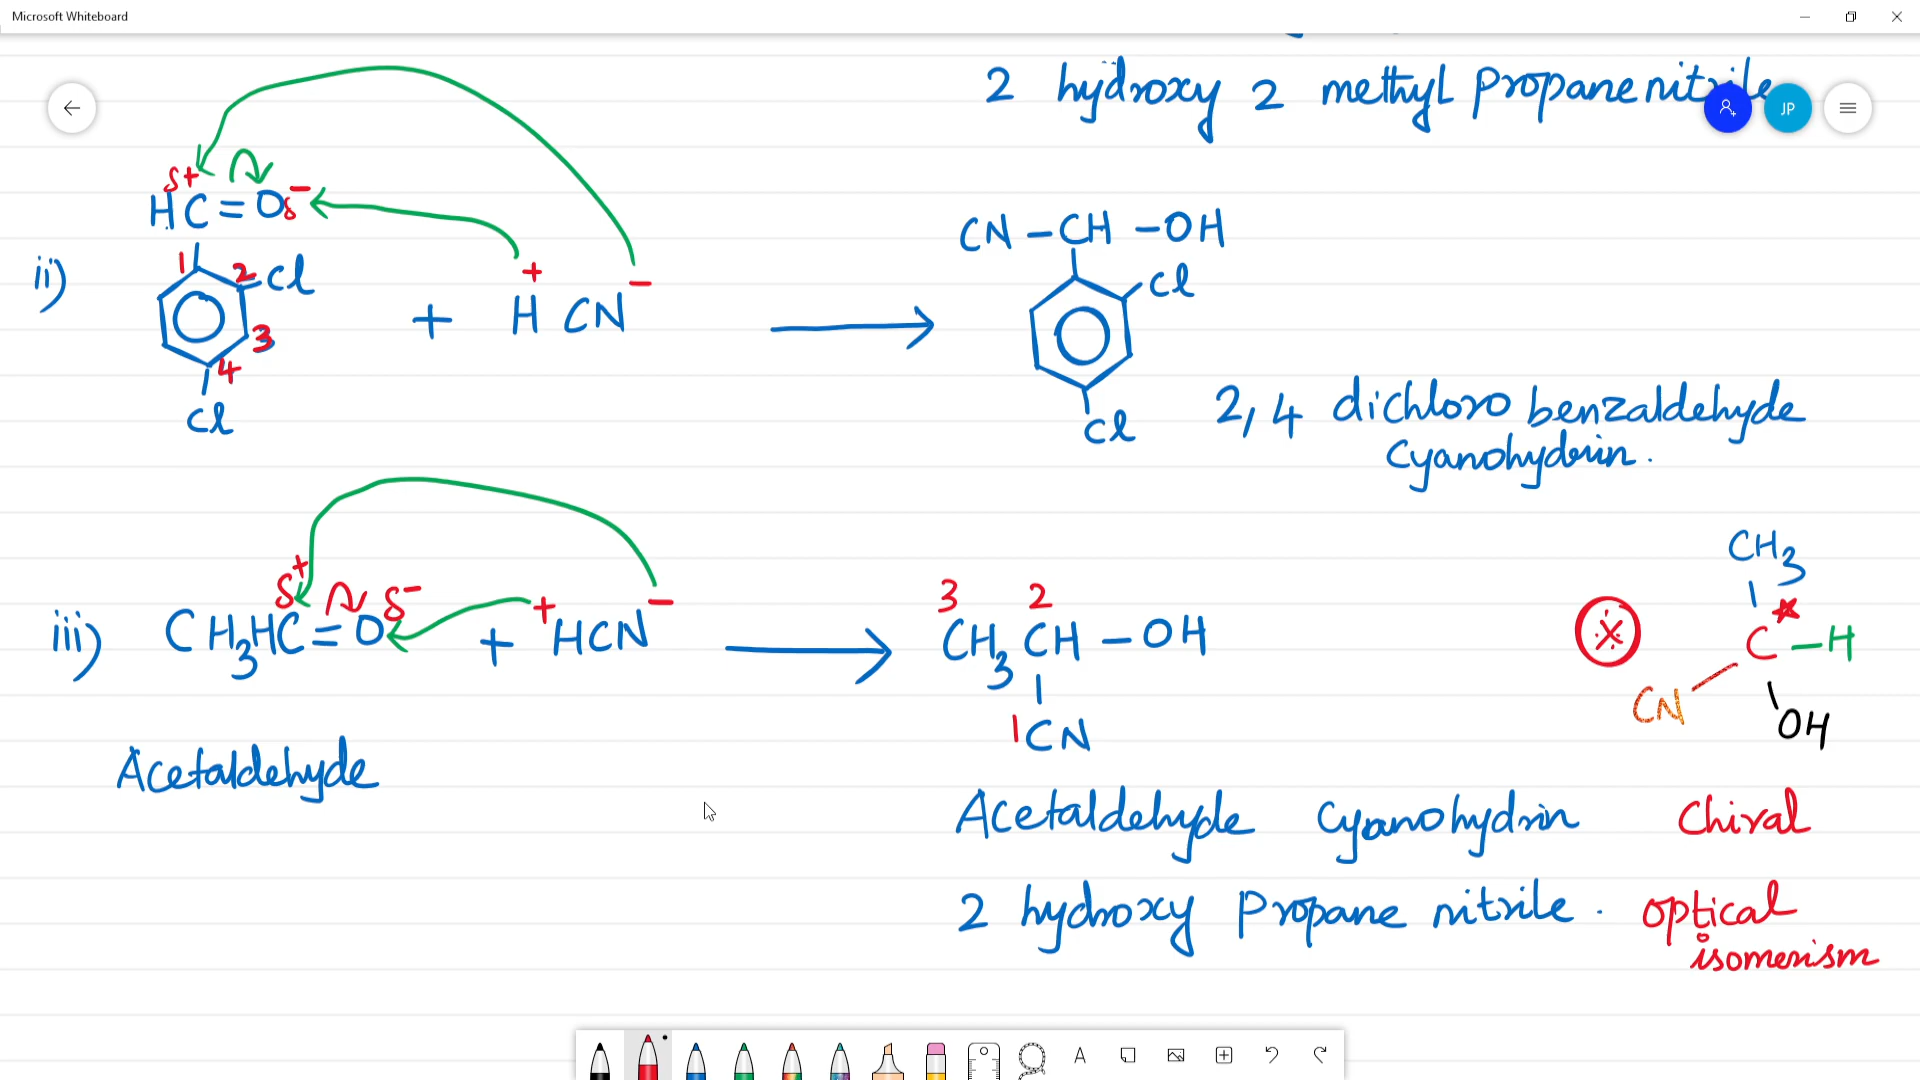 Microsoft Whiteboard
2 hydroxy 2 methyl Propane nitrile
JP
δ+
HC=Oδ-
ii)
1
2
Cl
3
4
Cl
+
H+ CN-
CN-CH-OH
Cl
Cl
2,4 dichloro benzaldehyde
Cyanohydrin.
iii)
δ+ δ-
CH3HC=O + +HCN-
3 2
CH3 CH-OH
1CN
CH3
C-H
CN
OH
Acetaldehyde
Acetaldehyde Cyanohydrin
Chiral
2 hydroxy Propane nitrile.
optical
isomerism
A